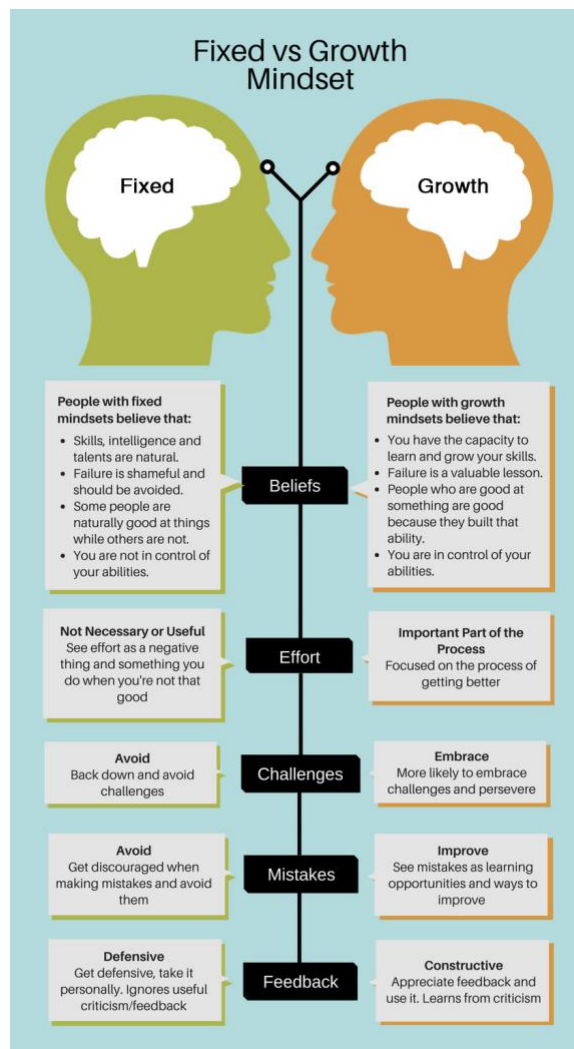 Fixed vs Growth
Mindset
Fixed
Growth
People with fixed
mindsets believe that:
• Skills, intelligence and
talents are natural.
• Failure is shameful and
should be avoided.
• Some people are
naturally good at things
while others are not.
• You are not in control of
your abilities.
Beliefs
People with growth
mindsets believe that:
• You have the capacity to
learn and grow your skills.
• Failure is a valuable lesson.
• People who are good at
something are good
because they built that
ability.
• You are in control of your
abilities.
Not Necessary or Useful
See effort as a negative
thing and something you
do when you're not that
good
Effort
Important Part of the
Process
Focused on the process of
getting better
Avoid
Back down and avoid
challenges
Challenges
Embrace
More likely to embrace
challenges and persevere
Avoid
Get discouraged when
making mistakes and avoid
them
Mistakes
Improve
See mistakes as learning
opportunities and ways to
improve
Defensive
Get defensive, take it
personally. Ignores useful
criticism/feedback
Feedback
Constructive
Appreciate feedback and
use it. Learns from criticism